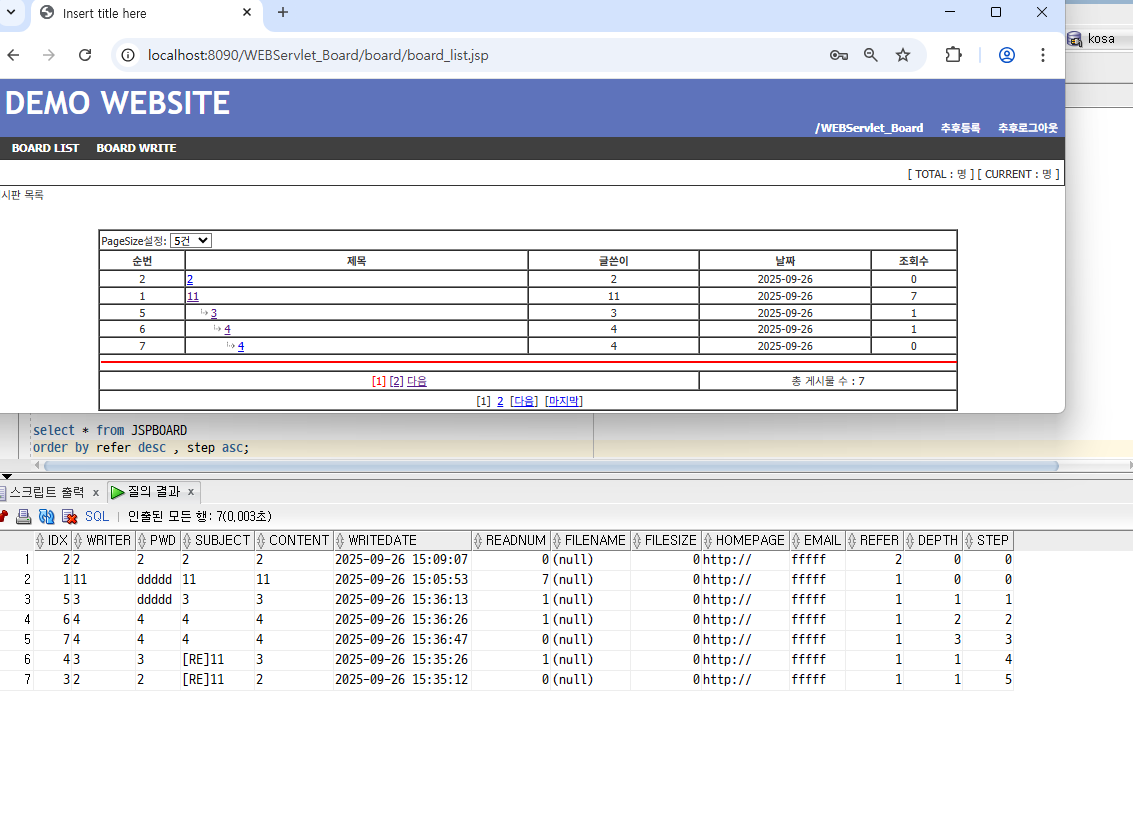 Insert title here
kosa
localhost:8090/WEBServlet_Board/board/board_list.jsp
DEMO WEBSITE
/WEBServlet_Board 추후등록 추후로그아웃
BOARD LIST BOARD WRITE
[ TOTAL : 명 ] [ CURRENT : 명 ]
시판 목록
PageSize설정: 5건
순번 제목 글쓴이 날짜 조회수
2 2 2 2025-09-26 0
1 11 11 2025-09-26 7
5 3 3 2025-09-26 1
6 4 4 2025-09-26 1
7 4 4 2025-09-26 0
[1] [2] 다음 총 게시물 수 : 7
[1] 2 [다음] [마지막]
select * from JSPBOARD
order by refer desc , step asc;
스크립트 출력 x 질의 결과 x
SQL | 인출된 모든 행: 7(0,003초)
IDX WRITER PWD SUBJECT CONTENT WRITEDATE READNUM FILENAME FILESIZE HOMEPAGE EMAIL REFER DEPTH STEP
1 2 2 2 2 2 2025-09-26 15:09:07 0 (null) 0 http:// fffff 2 0 0
2 1 11 ddddd 11 11 2025-09-26 15:05:53 7 (null) 0 http:// fffff 1 0 0
3 5 3 ddddd 3 3 2025-09-26 15:36:13 1 (null) 0 http:// fffff 1 1 1
4 6 4 4 4 4 2025-09-26 15:36:26 1 (null) 0 http:// fffff 1 2 2
5 7 4 4 4 4 2025-09-26 15:36:47 0 (null) 0 http:// fffff 1 3 3
6 4 3 3 [RE]11 3 2025-09-26 15:35:26 1 (null) 0 http:// fffff 1 1 4
7 3 2 2 [RE]11 2 2025-09-26 15:35:12 0 (null) 0 http:// fffff 1 1 5